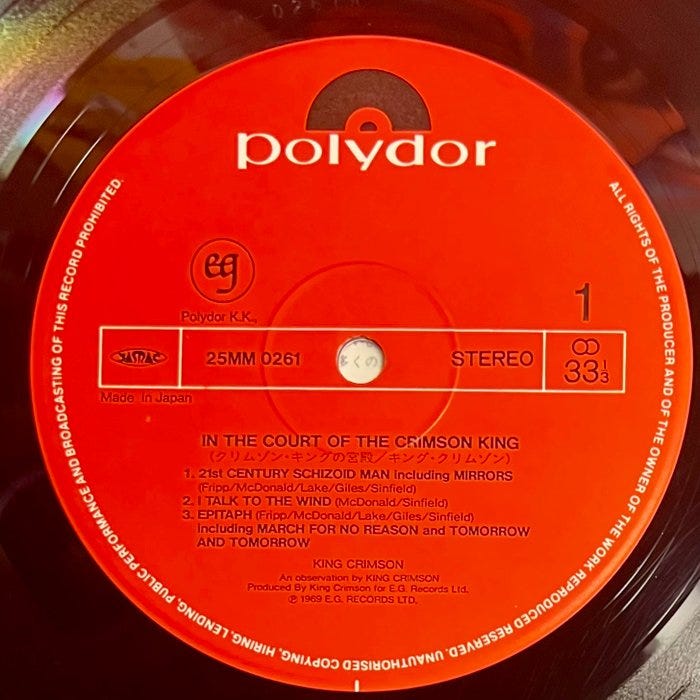 polydor
eg
1
Polydor K.K.,
JASRAC
25MM 0261
STEREO
33 1/3
Made In Japan
くの
IN THE COURT OF THE CRIMSON KING
(クリムゾン・キングの宮殿/キング・クリムゾン)
1. 21st CENTURY SCHIZOID MAN including MIRRORS
(Fripp/McDonald/Lake/Giles/Sinfield)
2. I TALK TO THE WIND (McDonald/Sinfield)
3. EPITAPH (Fripp/McDonald/Lake/Giles/Sinfield)
including MARCH FOR NO REASON and TOMORROW
AND TOMORROW
KING CRIMSON
An observation by KING CRIMSON
Produced By King Crimson for E.G. Records Ltd.
℗ 1969 E.G. RECORDS LTD.
ALL RIGHTS OF THE PRODUCER AND OF THE OWNER OF THE WORK REPRODUCED RESERVED. UNAUTHORISED COPYING, HIRING, LENDING, PUBLIC PERFORMANCE AND BROADCASTING OF THIS RECORD PROHIBITED.